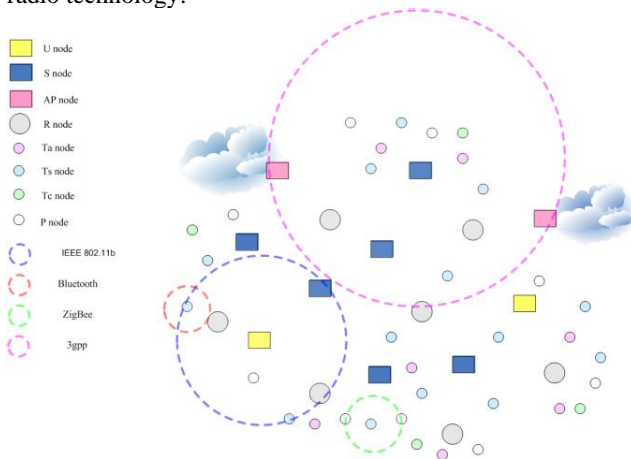 radio technology.
U node
S node
AP node
R node
Ta node
Ts node
Tc node
P node
IEEE 802.11b
Bluetooth
ZigBee
3gpp